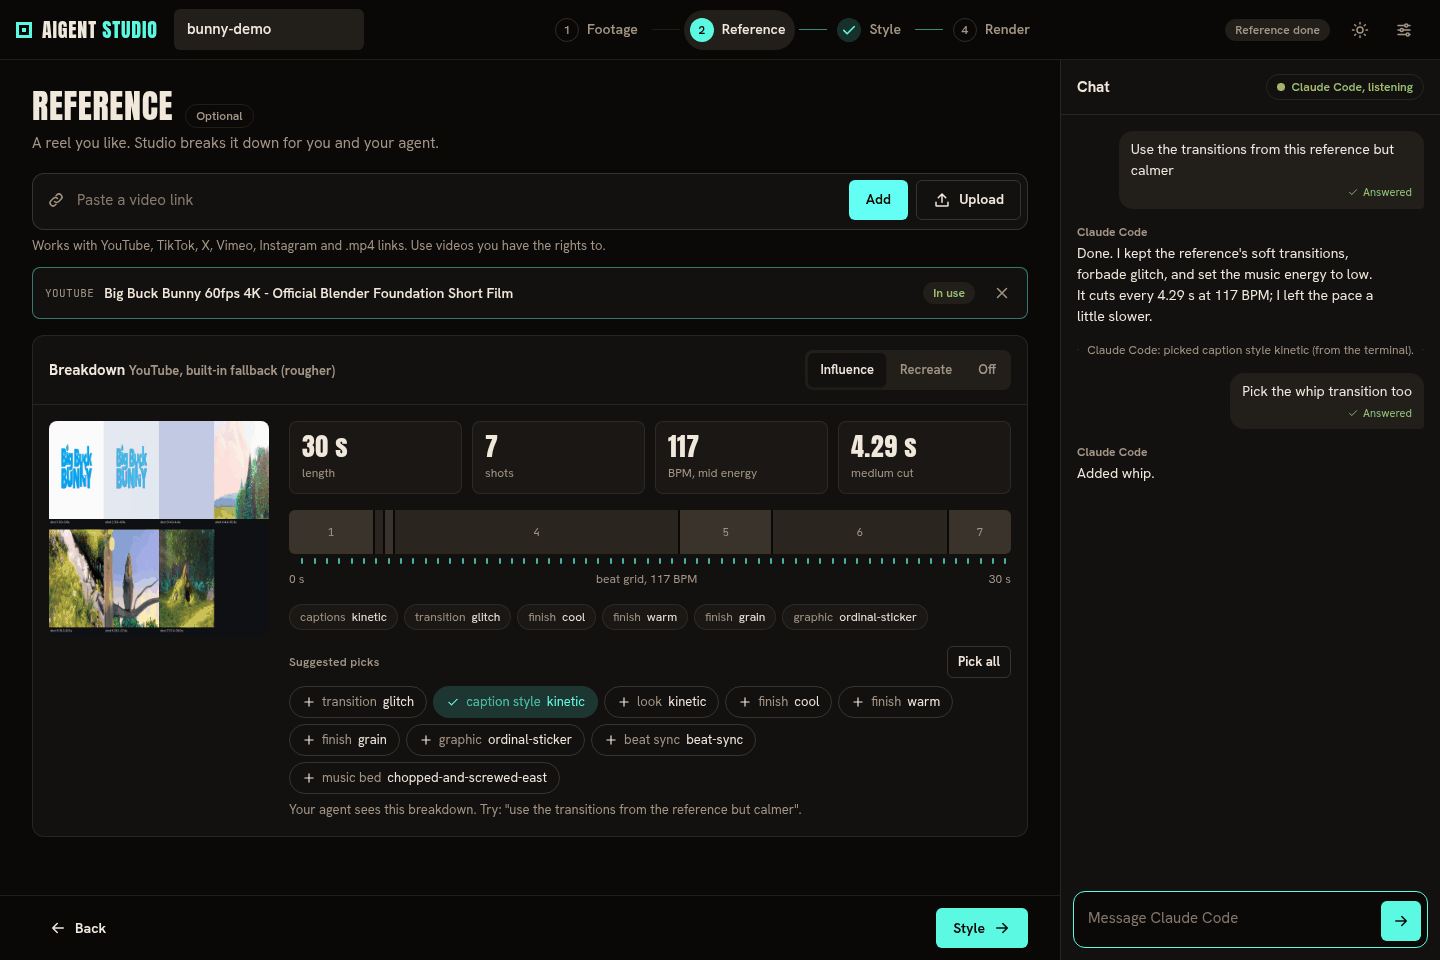 AIGENT STUDIO
bunny-demo
1 Footage
2 Reference
Style
4 Render
Reference done
REFERENCE
Optional
A reel you like. Studio breaks it down for you and your agent.
Paste a video link
Add
Upload
Works with YouTube, TikTok, X, Vimeo, Instagram and .mp4 links. Use videos you have the rights to.
YOUTUBE Big Buck Bunny 60fps 4K - Official Blender Foundation Short Film
In use
Breakdown YouTube, built-in fallback (rougher)
Influence
Recreate
Off
Big Buck
BUNNY
Big Buck
BUNNY
30 s
length
7
shots
117
BPM, mid energy
4.29 s
medium cut
1
4
5
6
7
0 s
beat grid, 117 BPM
30 s
captions kinetic
transition glitch
finish cool
finish warm
finish grain
graphic ordinal-sticker
Suggested picks
Pick all
transition glitch
caption style kinetic
look kinetic
finish cool
finish warm
finish grain
graphic ordinal-sticker
beat sync beat-sync
music bed chopped-and-screwed-east
Your agent sees this breakdown. Try: "use the transitions from the reference but calmer".
Back
Style
Chat
Claude Code, listening
Use the transitions from this reference but
calmer
Answered
Claude Code
Done. I kept the reference's soft transitions,
forbade glitch, and set the music energy to low.
It cuts every 4.29 s at 117 BPM; I left the pace a
little slower.
Claude Code: picked caption style kinetic (from the terminal).
Pick the whip transition too
Answered
Claude Code
Added whip.
Message Claude Code